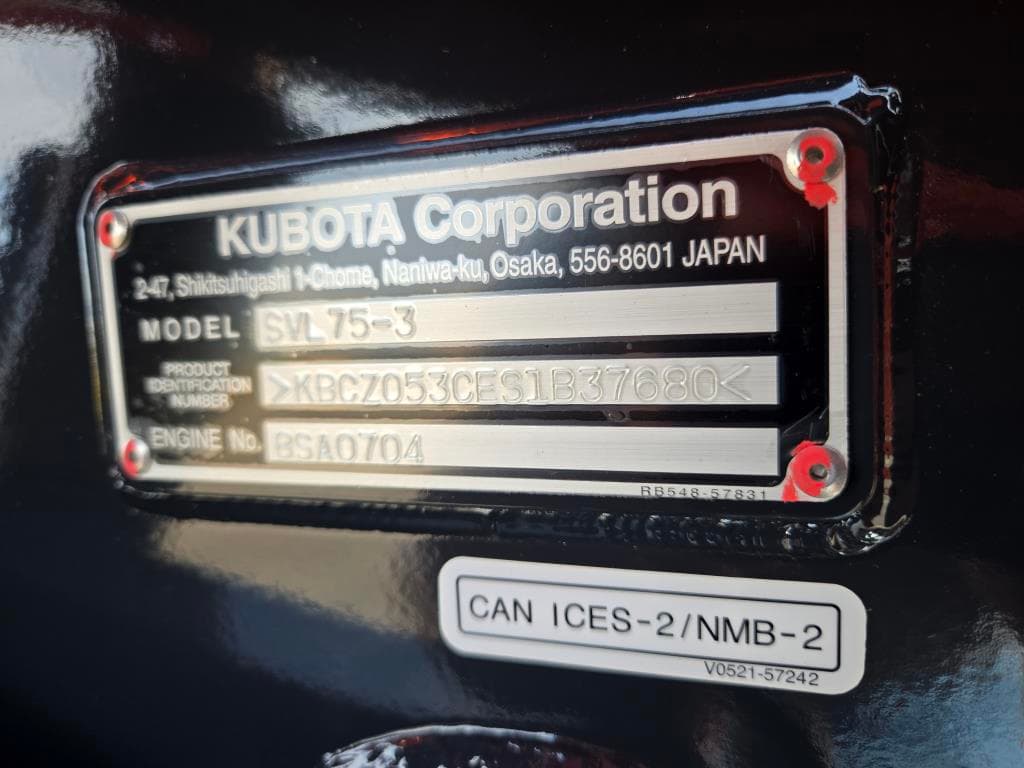 KUBOTA Corporation
2-47, Shikitsuhigashi 1-Chome, Naniwa-ku, Osaka, 556-8601 JAPAN
MODEL SVL75-3
PRODUCT
IDENTIFICATION
NUMBER
>KBCZ053CES1B37680<
ENGINE No. BSA0704
RB548-57831
CAN ICES-2/NMB-2
V0521-57242